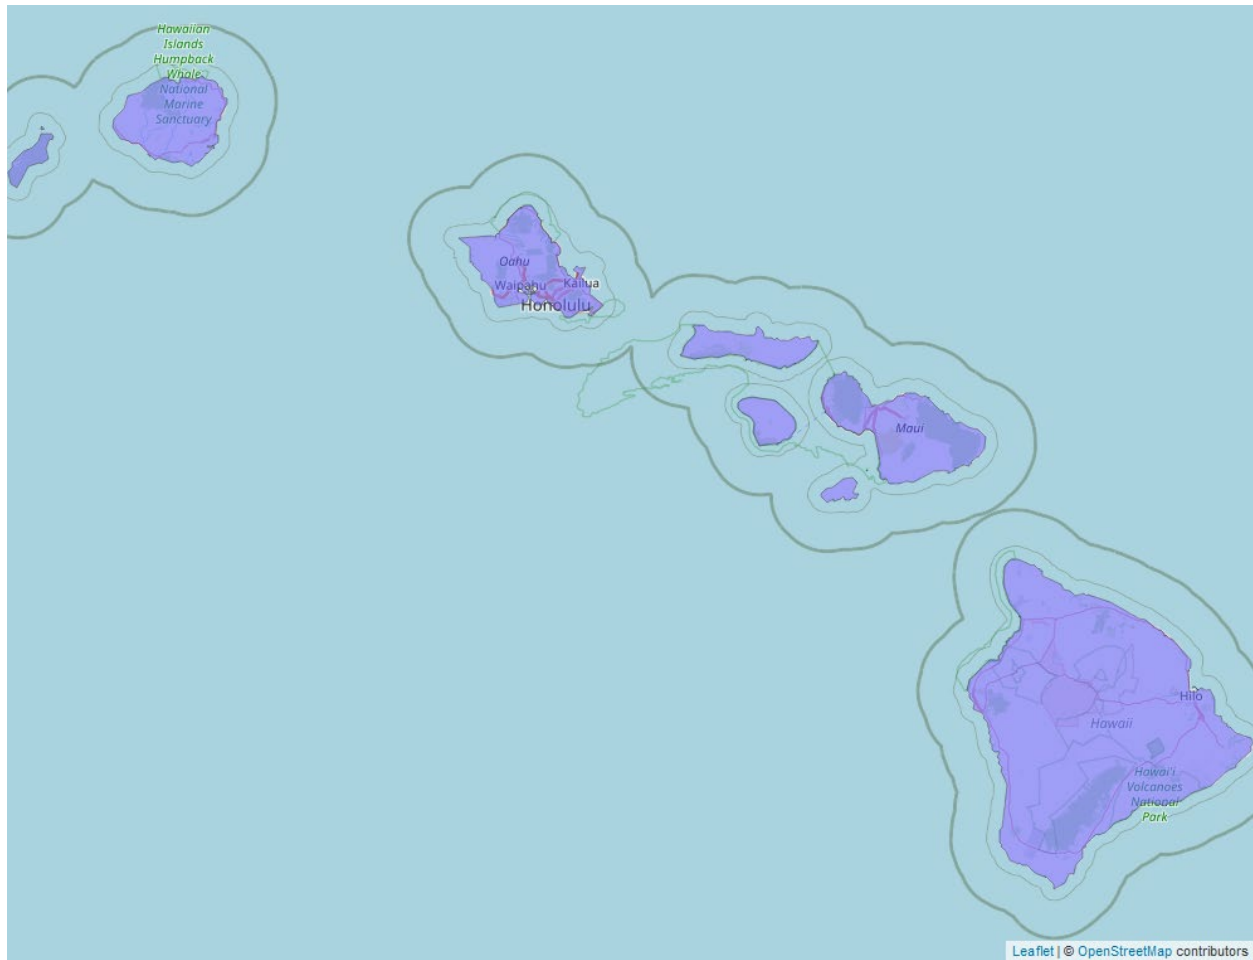 Hawaiian
Islands
Humpback
Whale
National
Marine
Sanctuary
Oahu
Waipahu
Kailua
Honolulu
Maui
Hilo
Hawaii
Hawai'i
Volcanoes
National
Park
Leaflet | © OpenStreetMap contributors